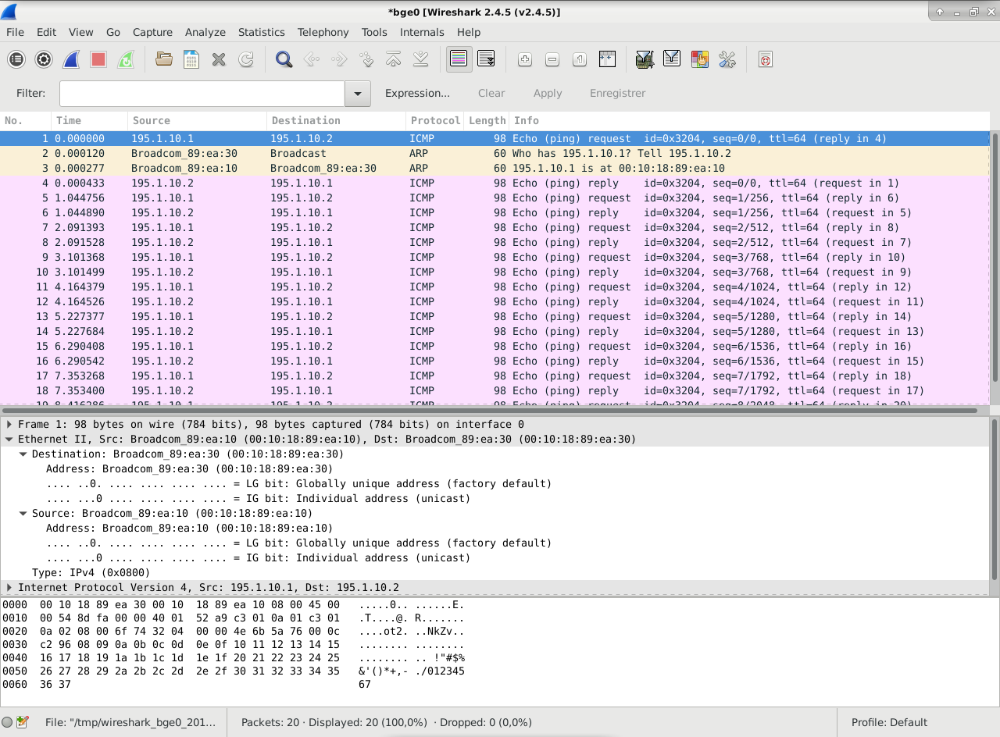 *bge0 [Wireshark 2.4.5 (v2.4.5)]
File Edit View Go Capture Analyze Statistics Telephony Tools Internals Help
Filter: Expression... Clear Apply Enregistrer
No. Time Source Destination Protocol Length Info
1 0.000000 195.1.10.1 195.1.10.2 ICMP 98 Echo (ping) request id=0x3204, seq=0/0, ttl=64 (reply in 4)
2 0.000120 Broadcom_89:ea:30 Broadcast ARP 60 Who has 195.1.10.1? Tell 195.1.10.2
3 0.000277 Broadcom_89:ea:10 Broadcom_89:ea:30 ARP 60 195.1.10.1 is at 00:10:18:89:ea:10
4 0.000433 195.1.10.2 195.1.10.1 ICMP 98 Echo (ping) reply id=0x3204, seq=0/0, ttl=64 (request in 1)
5 1.044756 195.1.10.1 195.1.10.2 ICMP 98 Echo (ping) request id=0x3204, seq=1/256, ttl=64 (reply in 6)
6 1.044890 195.1.10.2 195.1.10.1 ICMP 98 Echo (ping) reply id=0x3204, seq=1/256, ttl=64 (request in 5)
7 2.091393 195.1.10.1 195.1.10.2 ICMP 98 Echo (ping) request id=0x3204, seq=2/512, ttl=64 (reply in 8)
8 2.091528 195.1.10.2 195.1.10.1 ICMP 98 Echo (ping) reply id=0x3204, seq=2/512, ttl=64 (request in 7)
9 3.101368 195.1.10.1 195.1.10.2 ICMP 98 Echo (ping) request id=0x3204, seq=3/768, ttl=64 (reply in 10)
10 3.101499 195.1.10.2 195.1.10.1 ICMP 98 Echo (ping) reply id=0x3204, seq=3/768, ttl=64 (request in 9)
11 4.164379 195.1.10.1 195.1.10.2 ICMP 98 Echo (ping) request id=0x3204, seq=4/1024, ttl=64 (reply in 12)
12 4.164526 195.1.10.2 195.1.10.1 ICMP 98 Echo (ping) reply id=0x3204, seq=4/1024, ttl=64 (request in 11)
13 5.227377 195.1.10.1 195.1.10.2 ICMP 98 Echo (ping) request id=0x3204, seq=5/1280, ttl=64 (reply in 14)
14 5.227684 195.1.10.2 195.1.10.1 ICMP 98 Echo (ping) reply id=0x3204, seq=5/1280, ttl=64 (request in 13)
15 6.290408 195.1.10.1 195.1.10.2 ICMP 98 Echo (ping) request id=0x3204, seq=6/1536, ttl=64 (reply in 16)
16 6.290542 195.1.10.2 195.1.10.1 ICMP 98 Echo (ping) reply id=0x3204, seq=6/1536, ttl=64 (request in 15)
17 7.353268 195.1.10.1 195.1.10.2 ICMP 98 Echo (ping) request id=0x3204, seq=7/1792, ttl=64 (reply in 18)
18 7.353400 195.1.10.2 195.1.10.1 ICMP 98 Echo (ping) reply id=0x3204, seq=7/1792, ttl=64 (request in 17)
Frame 1: 98 bytes on wire (784 bits), 98 bytes captured (784 bits) on interface 0
Ethernet II, Src: Broadcom_89:ea:10 (00:10:18:89:ea:10), Dst: Broadcom_89:ea:30 (00:10:18:89:ea:30)
Destination: Broadcom_89:ea:30 (00:10:18:89:ea:30)
Address: Broadcom_89:ea:30 (00:10:18:89:ea:30)
.... ..0. .... .... .... .... = LG bit: Globally unique address (factory default)
.... ...0 .... .... .... .... = IG bit: Individual address (unicast)
Source: Broadcom_89:ea:10 (00:10:18:89:ea:10)
Address: Broadcom_89:ea:10 (00:10:18:89:ea:10)
.... ..0. .... .... .... .... = LG bit: Globally unique address (factory default)
.... ...0 .... .... .... .... = IG bit: Individual address (unicast)
Type: IPv4 (0x0800)
Internet Protocol Version 4, Src: 195.1.10.1, Dst: 195.1.10.2
0000 00 10 18 89 ea 30 00 10 18 89 ea 10 08 00 45 00 .....0.. ......E.
0010 00 54 8d fa 00 00 40 01 52 a9 c3 01 0a 01 c3 01 .T....@. R.......
0020 0a 02 08 00 6f 74 32 04 00 00 4e 6b 5a 76 00 0c ....ot2. ..NkZv..
0030 c2 96 08 09 0a 0b 0c 0d 0e 0f 10 11 12 13 14 15 ........ ........
0040 16 17 18 19 1a 1b 1c 1d 1e 1f 20 21 22 23 24 25 ........ .. !"#$%
0050 26 27 28 29 2a 2b 2c 2d 2e 2f 30 31 32 33 34 35 &'()*+,- ./012345
0060 36 37 67
File: "/tmp/wireshark_bge0_201... Packets: 20 · Displayed: 20 (100,0%) · Dropped: 0 (0,0%) Profile: Default